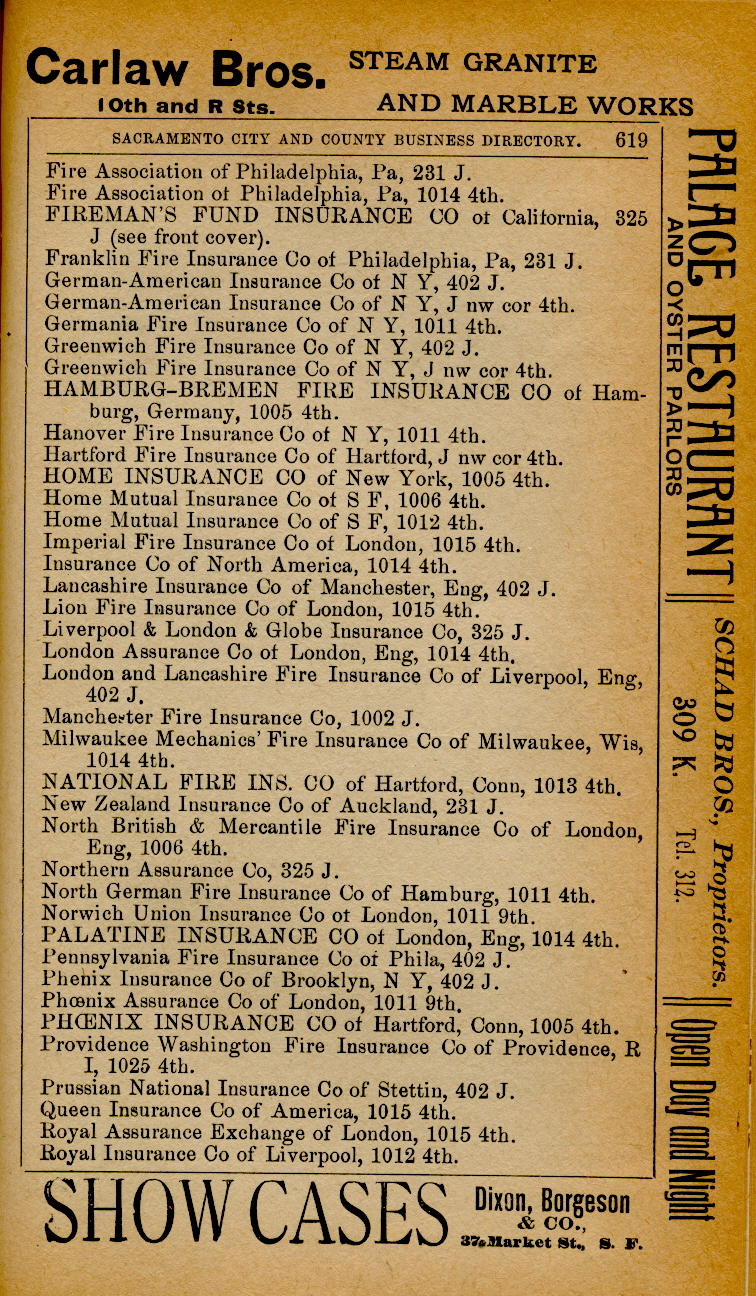 Carlaw Bros. STEAM GRANITE
10th and R Sts. AND MARBLE WORKS
SACRAMENTO CITY AND COUNTY BUSINESS DIRECTORY. 619
Fire Association of Philadelphia, Pa, 231 J.
Fire Association of Philadelphia, Pa, 1014 4th.
FIREMAN'S FUND INSURANCE CO of California, 325
J (see front cover).
Franklin Fire Insurance Co of Philadelphia, Pa, 231 J.
German-American Insurance Co of N Y, 402 J.
German-American Insurance Co of N Y, J nw cor 4th.
Germania Fire Insurance Co of N Y, 1011 4th.
Greenwich Fire Insurance Co of N Y, 402 J.
Greenwich Fire Insurance Co of N Y, J nw cor 4th.
HAMBURG-BREMEN FIRE INSURANCE CO of Ham-
burg, Germany, 1005 4th.
Hanover Fire Insurance Co of N Y, 1011 4th.
Hartford Fire Insurance Co of Hartford, J nw cor 4th.
HOME INSURANCE CO of New York, 1005 4th.
Home Mutual Insurance Co of S F, 1006 4th.
Home Mutual Insurance Co of S F, 1012 4th.
Imperial Fire Insurance Co of London, 1015 4th.
Insurance Co of North America, 1014 4th.
Lancashire Insurance Co of Manchester, Eng, 402 J.
Lion Fire Insurance Co of London, 1015 4th.
Liverpool & London & Globe Insurance Co, 325 J.
London Assurance Co of London, Eng, 1014 4th.
London and Lancashire Fire Insurance Co of Liverpool, Eng,
402 J.
Manchester Fire Insurance Co, 1002 J.
Milwaukee Mechanics' Fire Insurance Co of Milwaukee, Wis,
1014 4th.
NATIONAL FIRE INS. CO of Hartford, Conn, 1013 4th.
New Zealand Insurance Co of Auckland, 231 J.
North British & Mercantile Fire Insurance Co of London,
Eng, 1006 4th.
Northern Assurance Co, 325 J.
North German Fire Insurance Co of Hamburg, 1011 4th.
Norwich Union Insurance Co of London, 1011 9th.
PALATINE INSURANCE CO of London, Eng, 1014 4th.
Pennsylvania Fire Insurance Co of Phila, 402 J.
Phenix Insurance Co of Brooklyn, N Y, 402 J.
Phœnix Assurance Co of London, 1011 9th.
PHŒNIX INSURANCE CO of Hartford, Conn, 1005 4th.
Providence Washington Fire Insurance Co of Providence, R
I, 1025 4th.
Prussian National Insurance Co of Stettin, 402 J.
Queen Insurance Co of America, 1015 4th.
Royal Assurance Exchange of London, 1015 4th.
Royal Insurance Co of Liverpool, 1012 4th.
PALACE RESTAURANT
AND OYSTER PARLORS
SCHAD BROS., Proprietors.
309 K. Tel. 312.
Open Day and Night
SHOW CASES Dixon, Borgeson
& CO.,
Market St., S. F.